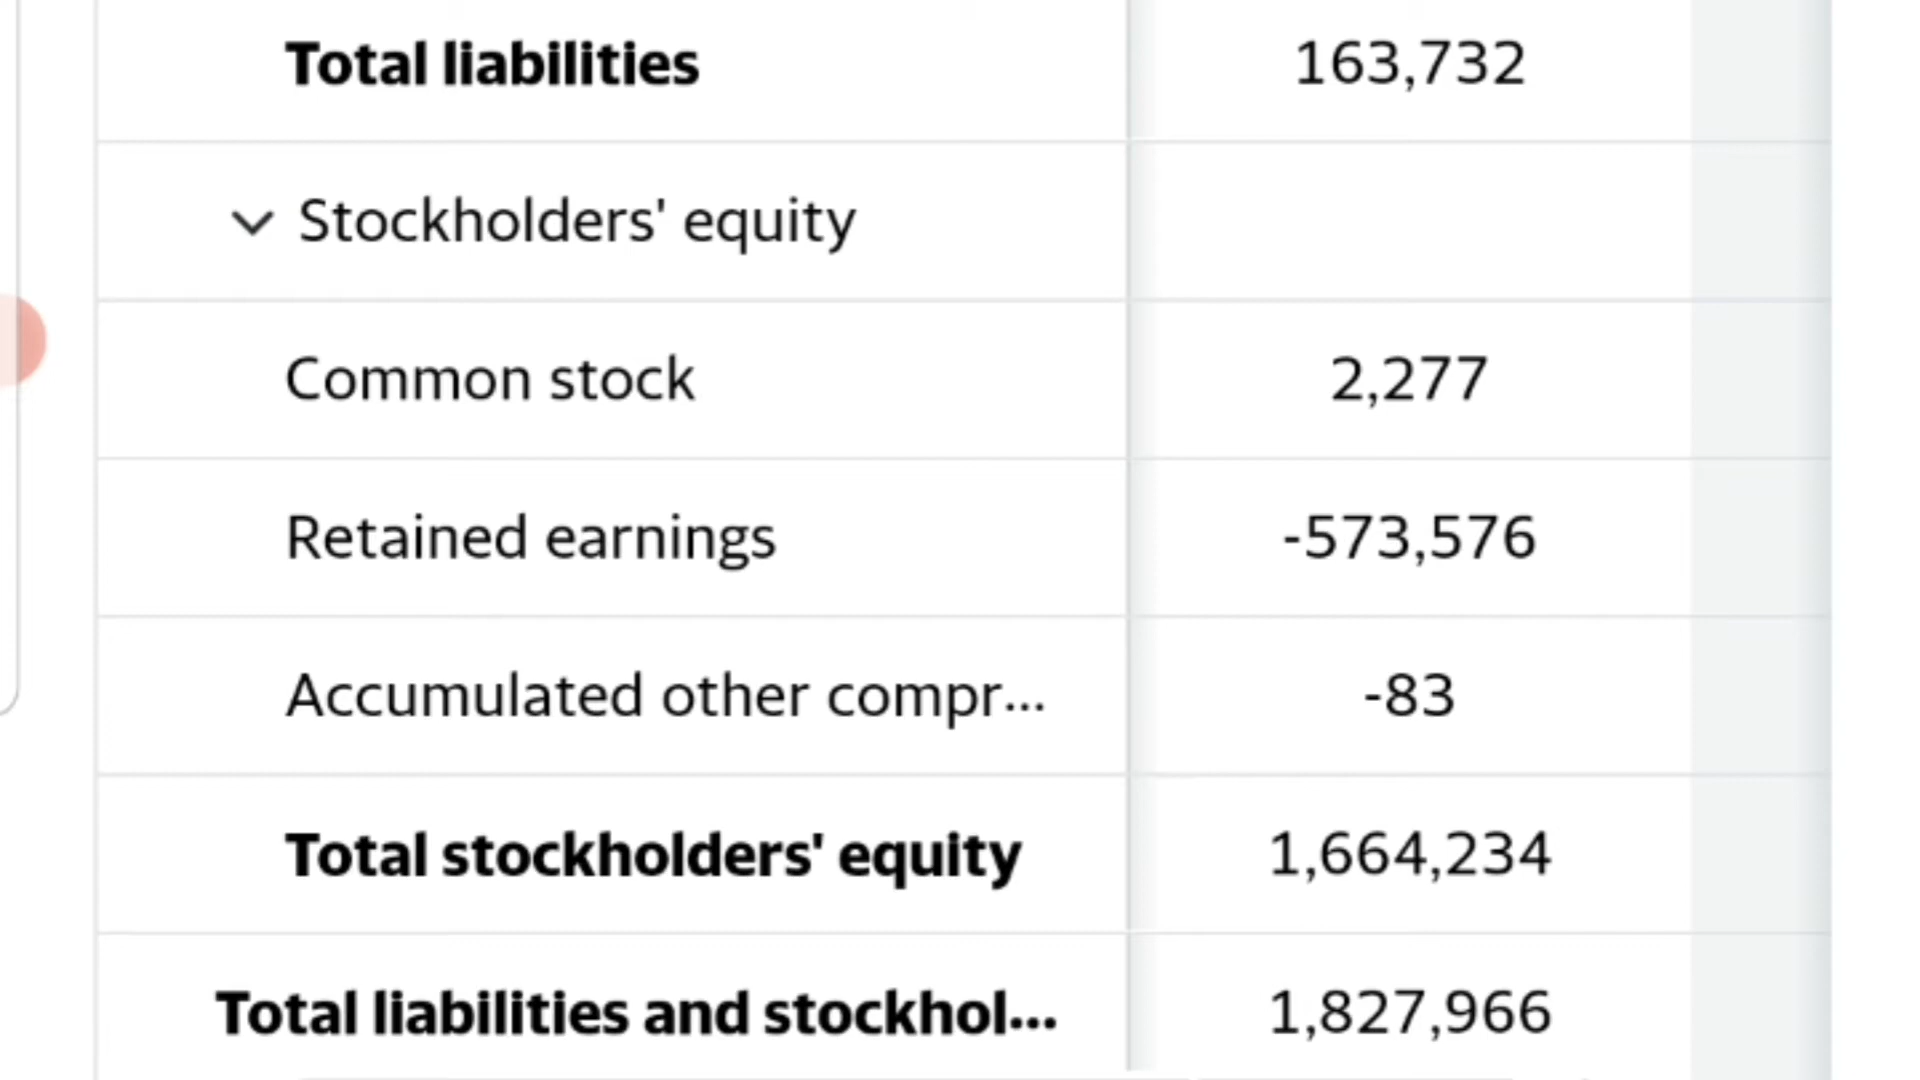 Total liabilities 163,732
Stockholders' equity
Common stock 2,277
Retained earnings -573,576
Accumulated other compr... -83
Total stockholders' equity 1,664,234
Total liabilities and stockhol... 1,827,966